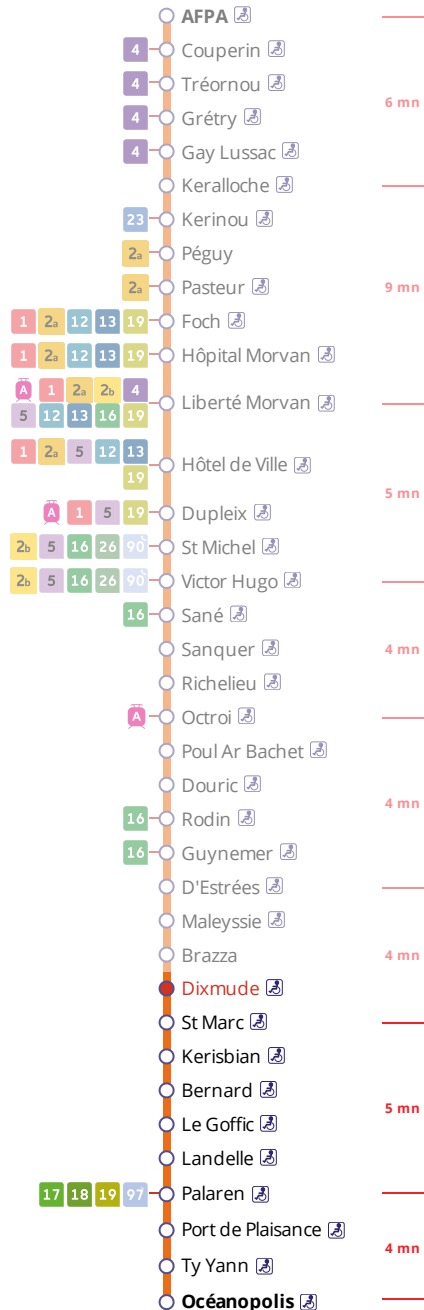 AFPA
4 Couperin
4 Tréornou
6 mn
4 Grétry
4 Gay Lussac
Keralloche
23 Kerinou
2a Péguy
2a Pasteur
9 mn
1 2a 12 13 19 Foch
1 2a 12 13 19 Hôpital Morvan
A 1 2a 2b 4
5 12 13 16 19
Liberté Morvan
1 2a 5 12 13
19
Hôtel de Ville
5 mn
A 1 5 19 Dupleix
2b 5 16 26 90 St Michel
2b 5 16 26 90 Victor Hugo
16 Sané
Sanquer
4 mn
Richelieu
A Octroi
Poul Ar Bachet
Douric
4 mn
16 Rodin
16 Guynemer
D'Estrées
Maleyssie
Brazza
4 mn
Dixmude
St Marc
Kerisbian
Bernard
5 mn
Le Goffic
Landelle
17 18 19 97 Palaren
Port de Plaisance
4 mn
Ty Yann
Océanopolis